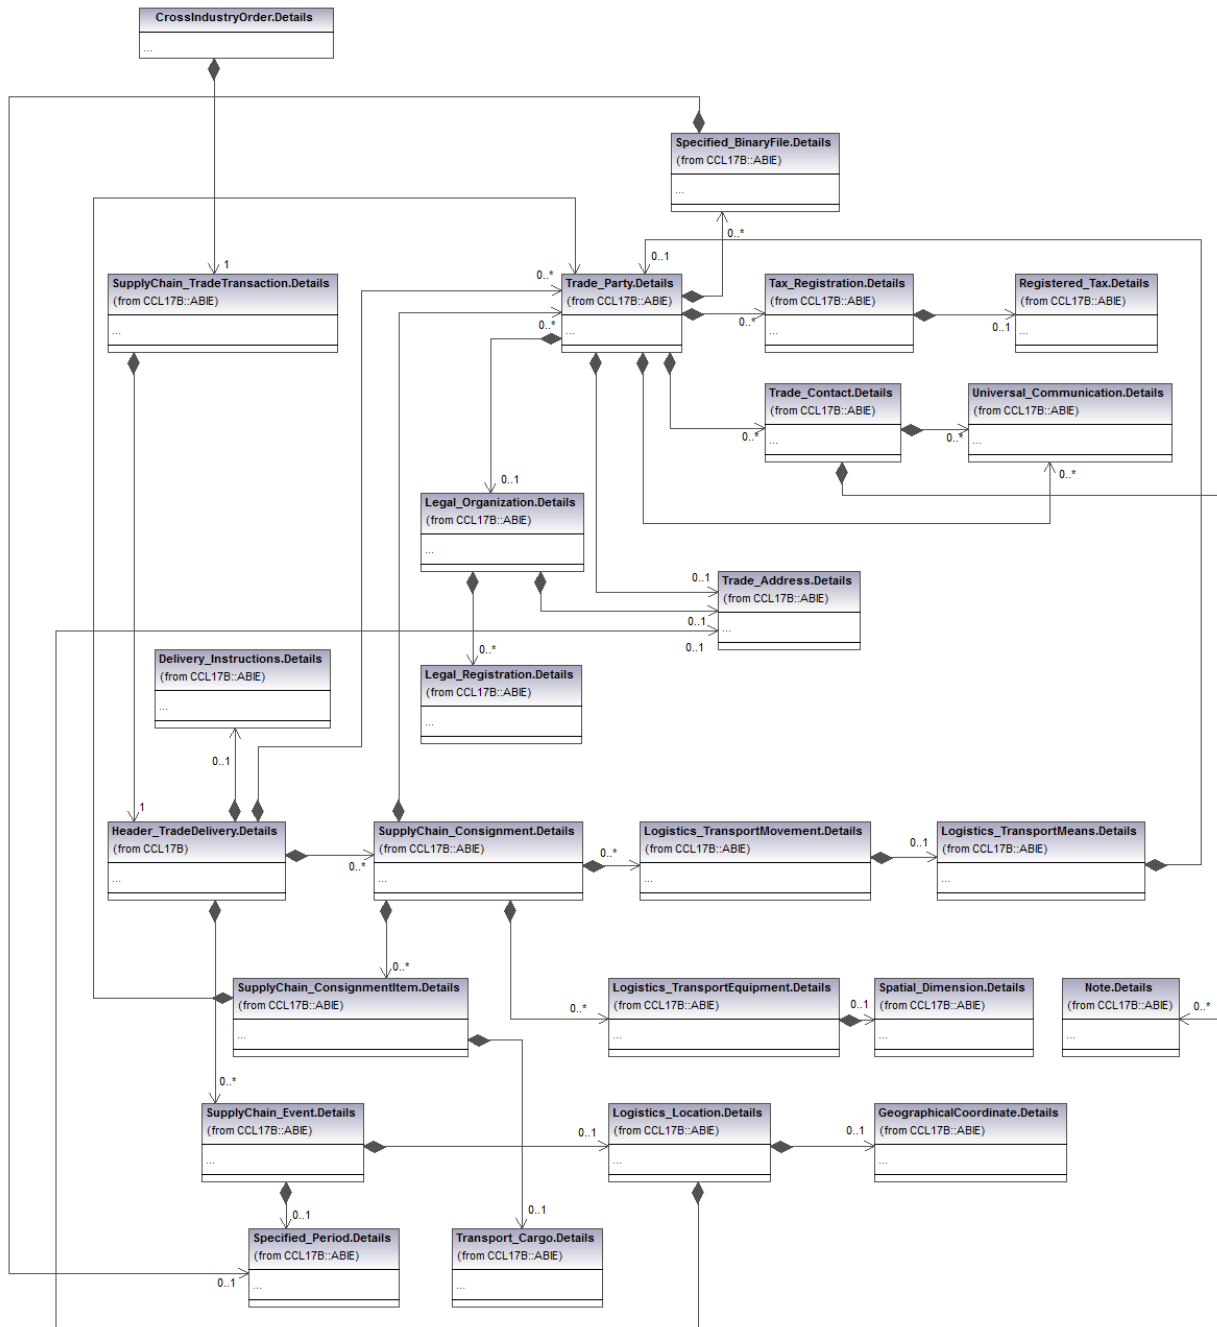 CrossIndustryOrder.Details
...
Specified_BinaryFile.Details
(from CCL17B::ABIE)
...
0..*
0..1
1
0..*
SupplyChain_TradeTransaction.Details
(from CCL17B::ABIE)
...
Trade_Party.Details
(from CCL17B::ABIE)
...
0..*
Tax_Registration.Details
(from CCL17B::ABIE)
...
0..*
Registered_Tax.Details
(from CCL17B::ABIE)
...
0..1
Trade_Contact.Details
(from CCL17B::ABIE)
...
0..*
Universal_Communication.Details
(from CCL17B::ABIE)
...
0..*
0..*
0..1
Legal_Organization.Details
(from CCL17B::ABIE)
...
Trade_Address.Details
(from CCL17B::ABIE)
...
0..1
0..1
0..1
0..*
Delivery_Instructions.Details
(from CCL17B::ABIE)
...
Legal_Registration.Details
(from CCL17B::ABIE)
...
0..1
1
Header_TradeDelivery.Details
(from CCL17B)
...
0..*
SupplyChain_Consignment.Details
(from CCL17B::ABIE)
...
0..*
Logistics_TransportMovement.Details
(from CCL17B::ABIE)
...
0..1
Logistics_TransportMeans.Details
(from CCL17B::ABIE)
...
0..*
SupplyChain_ConsignmentItem.Details
(from CCL17B::ABIE)
...
0..*
Logistics_TransportEquipment.Details
(from CCL17B::ABIE)
...
0..1
Spatial_Dimension.Details
(from CCL17B::ABIE)
...
Note.Details
(from CCL17B::ABIE)
...
0..*
0..*
SupplyChain_Event.Details
(from CCL17B::ABIE)
...
0..1
Logistics_Location.Details
(from CCL17B::ABIE)
...
0..1
GeographicalCoordinate.Details
(from CCL17B::ABIE)
...
0..1
0..1
Specified_Period.Details
(from CCL17B::ABIE)
...
0..1
Transport_Cargo.Details
(from CCL17B::ABIE)
...